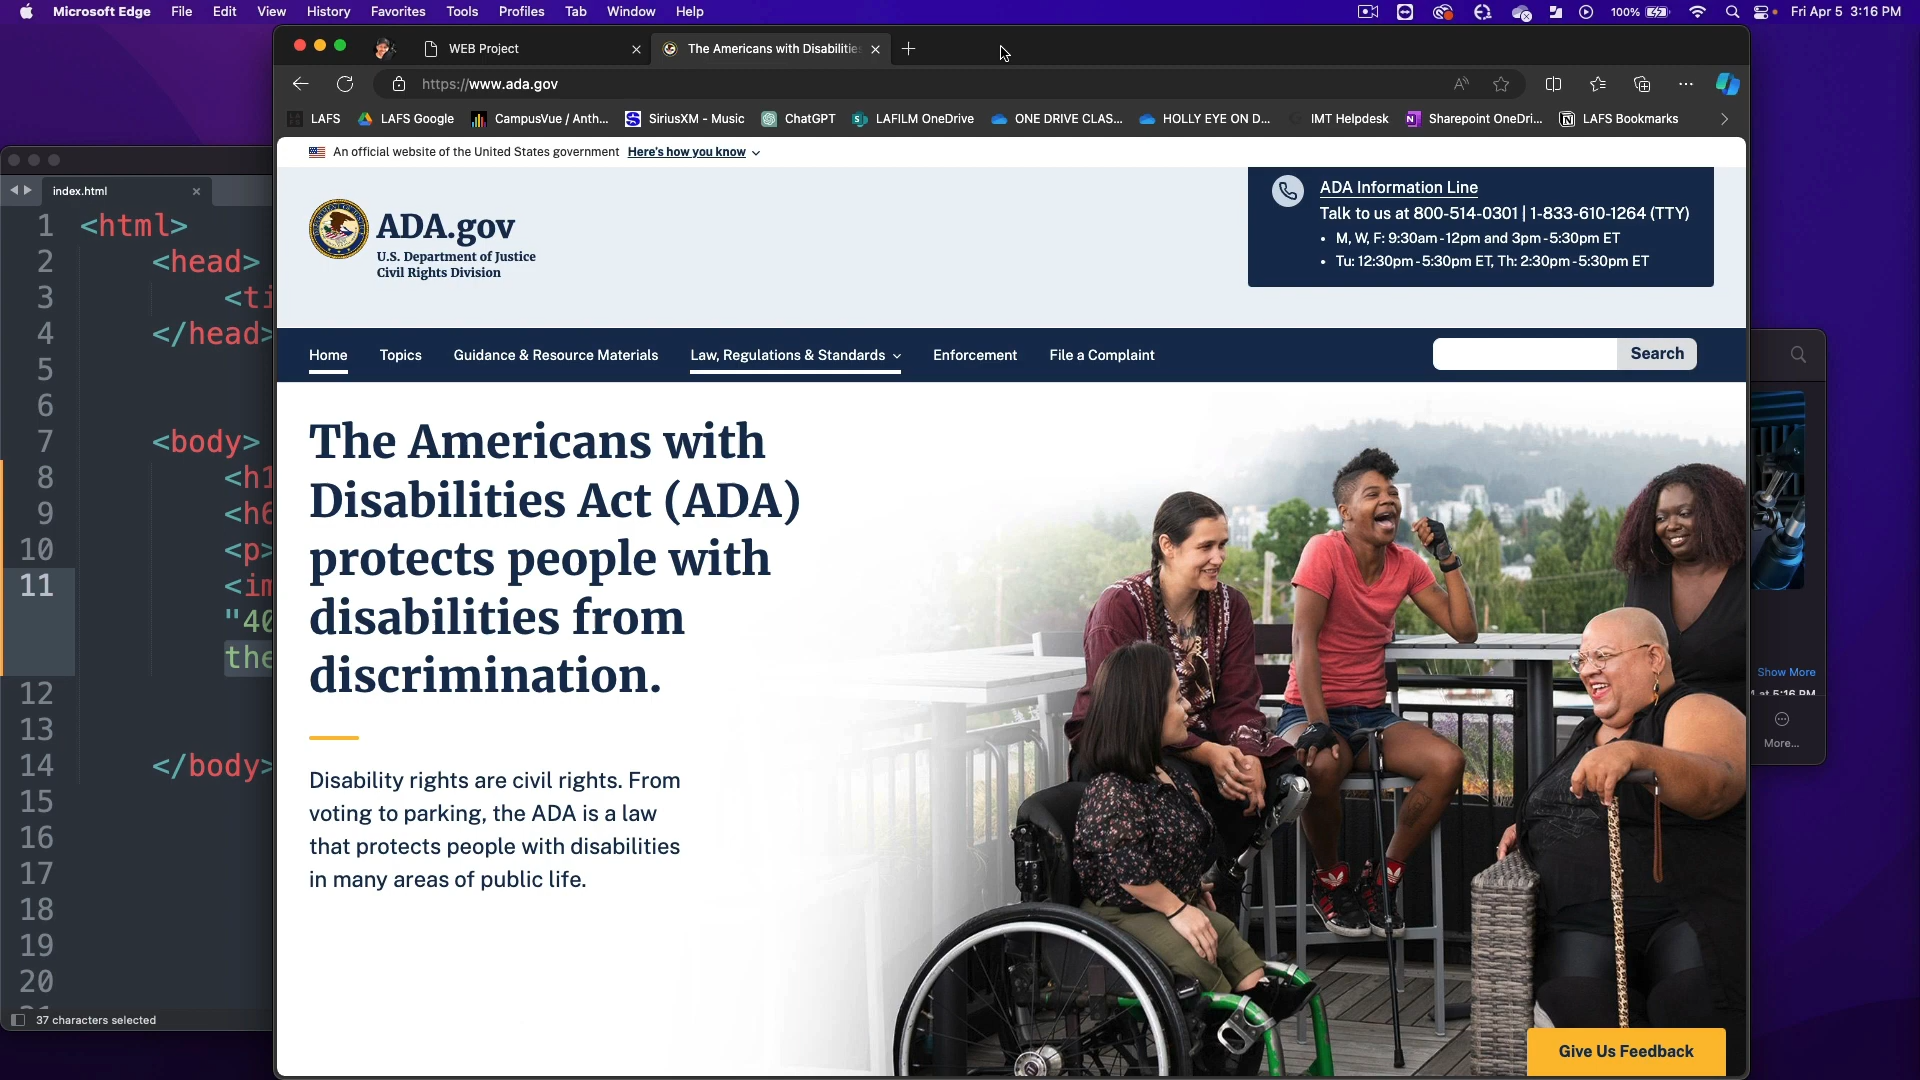 Microsoft Edge File Edit View History Favorites Tools Profiles Tab Window Help
100% Fri Apr 5 3:16 PM
WEB Project
The Americans with Disabilitie
https://www.ada.gov
LAFS LAFS Google CampusVue / Anth... SiriusXM - Music ChatGPT LAFILM OneDrive ONE DRIVE CLAS... HOLLY EYE ON D... IMT Helpdesk Sharepoint OneDri... LAFS Bookmarks
An official website of the United States government Here's how you know
ADA.gov
U.S. Department of Justice
Civil Rights Division
ADA Information Line
Talk to us at 800-514-0301 | 1-833-610-1264 (TTY)
• M, W, F: 9:30am-12pm and 3pm-5:30pm ET
• Tu: 12:30pm-5:30pm ET, Th: 2:30pm-5:30pm ET
Home Topics Guidance & Resource Materials Law, Regulations & Standards Enforcement File a Complaint
Search
The Americans with
Disabilities Act (ADA)
protects people with
disabilities from
discrimination.
Disability rights are civil rights. From
voting to parking, the ADA is a law
that protects people with disabilities
in many areas of public life.
Give Us Feedback
index.html
1 <html>
2 <head>
3 <ti
4 </head>
5
6
7 <body>
8 <h1
9 <h6
10 <p>
11 <im
"40
the
12
13
14 </body>
15
16
17
18
19
20
37 characters selected
Show More
at 5:16 PM
More...